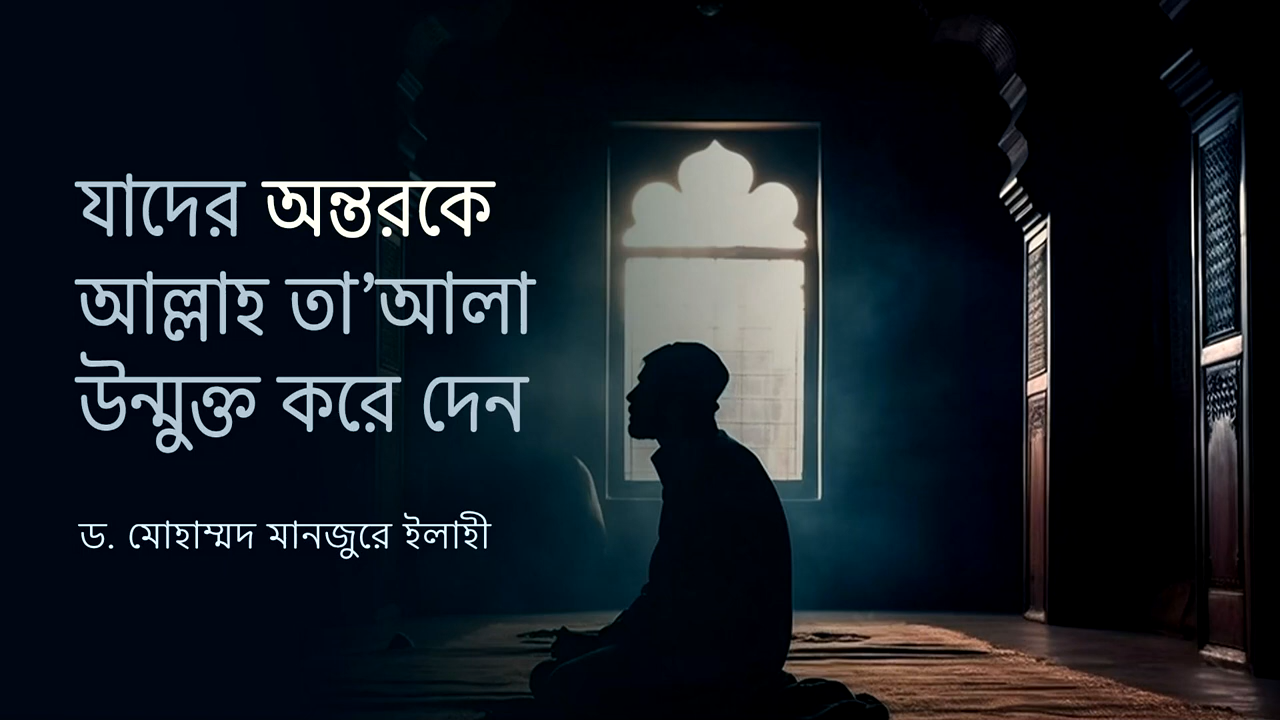 যাদের অন্তরকে
আল্লাহ তা’আলা
উন্মুক্ত করে দেন
ড. মোহাম্মদ মানজুরে ইলাহী